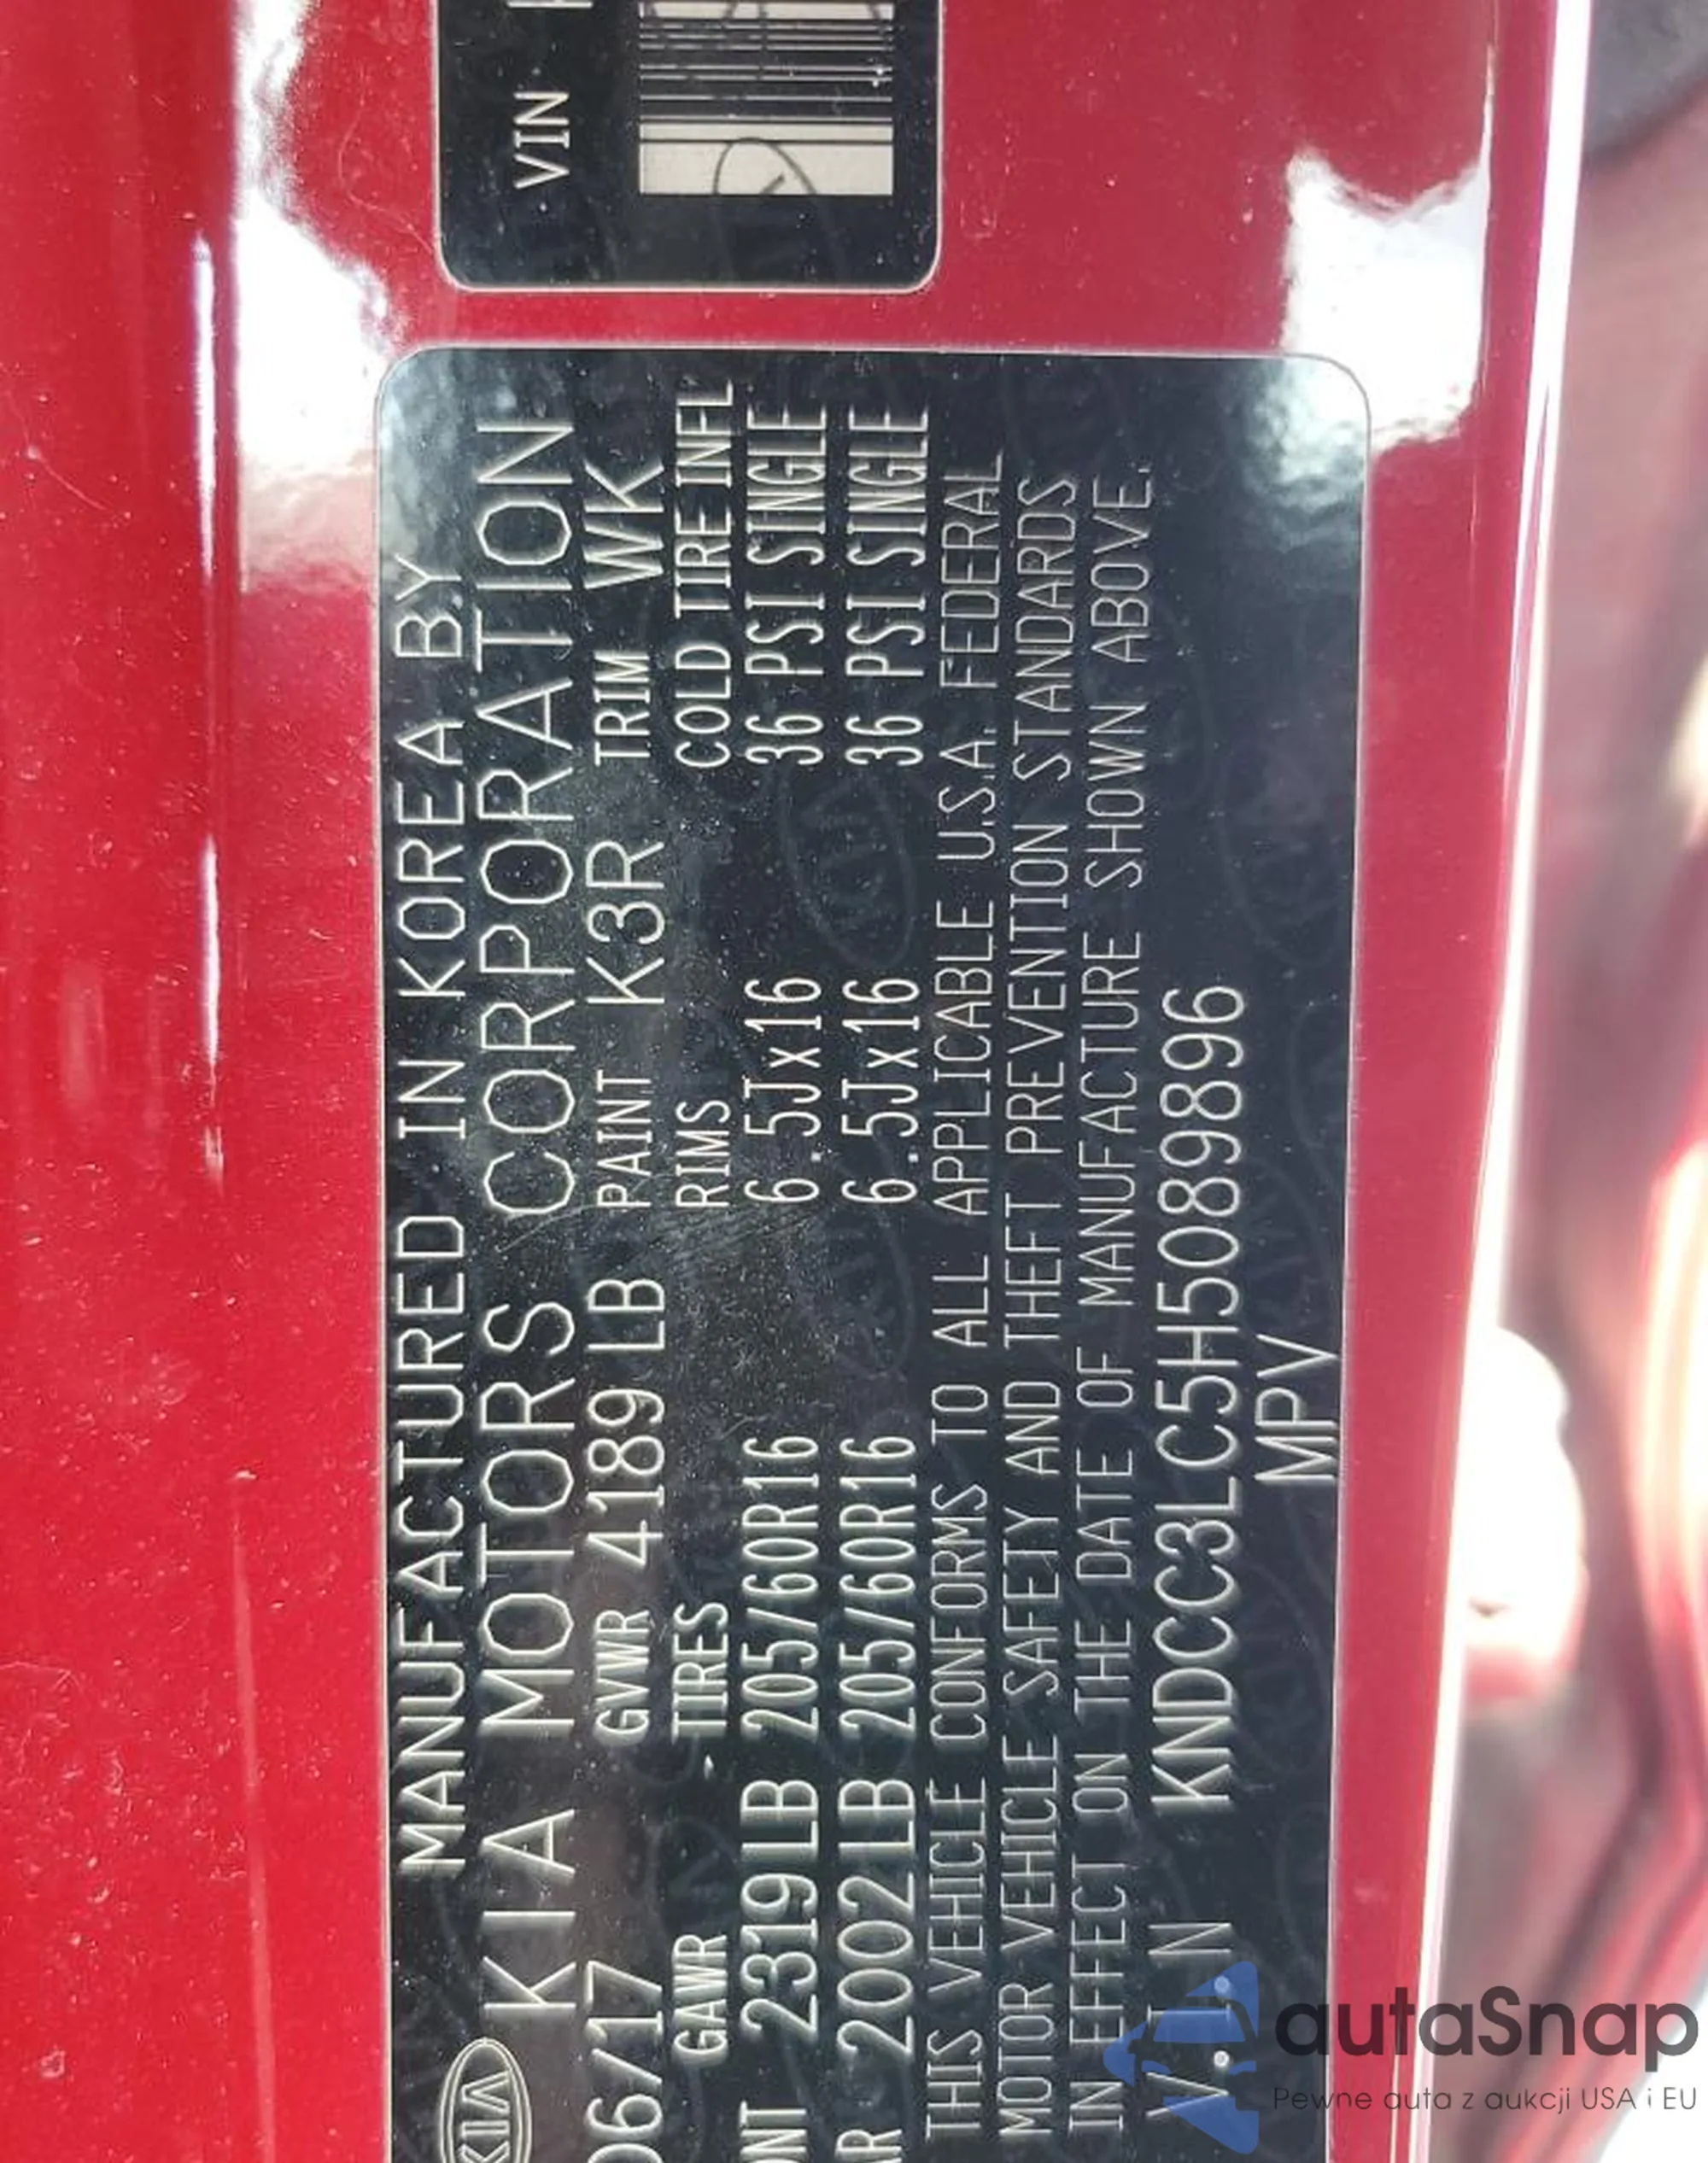 VIN
MANUFACTURED IN KOREA BY
KIA KIA MOTORS CORPORATION
06/17 GVWR 4189 LB PAINT K3R TRIM WK
GAWR TIRES RIMS COLD TIRE INFL
ONT 2319LB 205/60R16 6.5Jx16 36 PSI SINGLE
AR 2002LB 205/60R16 6.5Jx16 36 PSI SINGLE
THIS VEHICLE CONFORMS TO ALL APPLICABLE U.S.A. FEDERAL
MOTOR VEHICLE SAFETY AND THEFT PREVENTION STANDARDS
IN EFFECT ON THE DATE OF MANUFACTURE SHOWN ABOVE.
V.I.N KNDCC3LC5H5089896
MPV
autaSnap
Pewne auta z aukcji USA i EU